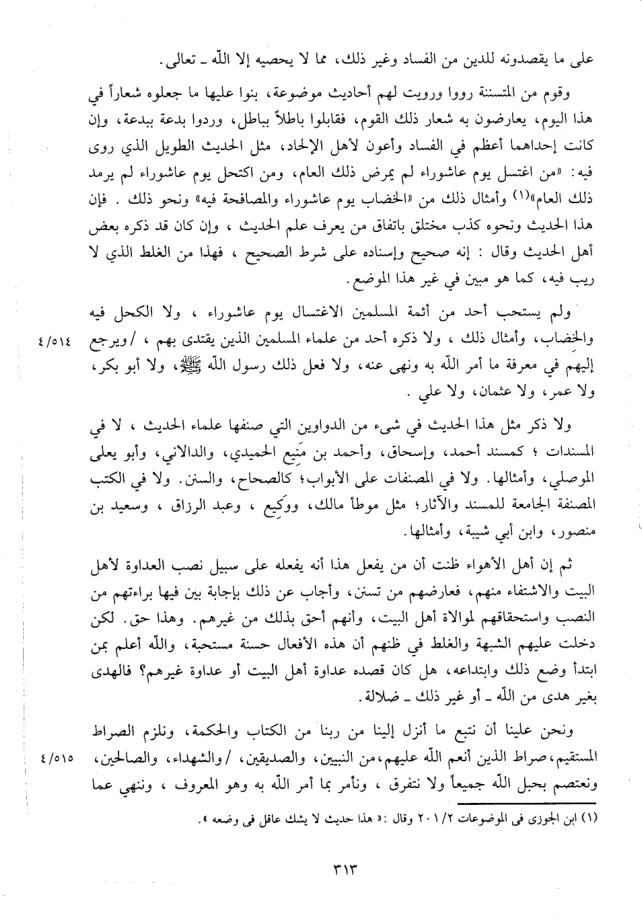 على ما يقصدونه للدين من الفساد وغير ذلك، مما لا يحصيه إلا الله ـ تعالى.
وقوم من المتسننة رووا ورويت لهم أحاديث موضوعة، بنوا عليها ما جعلوه شعاراً في
هذا اليوم، يعارضون به شعار ذلك القوم، فقابلوا باطلاً بباطل، وردوا بدعة ببدعة، وإن
كانت إحداهما أعظم في الفساد وأعون لأهل الإلحاد، مثل الحديث الطويل الذي روى
فيه: «من اغتسل يوم عاشوراء لم يمرض ذلك العام، ومن اكتحل يوم عاشوراء لم يرمد
ذلك العام»(١) وأمثال ذلك من «الخضاب يوم عاشوراء والمصافحة فيه» ونحو ذلك . فإن
هذا الحديث ونحوه كذب مختلق باتفاق من يعرف علم الحديث ، وإن كان قد ذكره بعض
أهل الحديث وقال : إنه صحيح وإسناده على شرط الصحيح ، فهذا من الغلط الذي لا
ريب فيه، كما هو مبين في غير هذا الموضع.
ولم يستحب أحد من أئمة المسلمين الاغتسال يوم عاشوراء ، ولا الكحل فيه
والخِضاب، وأمثال ذلك ، ولا ذكره أحد من علماء المسلمين الذين يقتدى بهم ، /ويرجع ٤/٥١٤
إليهم في معرفة ما أمر الله به ونهى عنه، ولا فعل ذلك رسول الله ﷺ، ولا أبو بكر،
ولا عمر، ولا عثمان، ولا علي .
ولا ذكر مثل هذا الحديث في شىء من الدواوين التي صنفها علماء الحديث ، لا في
المسندات ؛ كمسند أحمد، وإسحاق، وأحمد بن مَنِيع الحميدي، والدالاني، وأبو يعلى
الموصلي، وأمثالها. ولا في المصنفات على الأبواب؛ كالصحاح، والسنن. ولا في الكتب
المصنفة الجامعة للمسند والآثار؛ مثل موطأ مالك، ووَكِيع ، وعبد الرزاق ، وسعيد بن
منصور، وابن أبي شيبة، وأمثالها.
ثم إن أهل الأهواء ظنت أن من يفعل هذا أنه يفعله على سبيل نصب العداوة لأهل
البيت والاشتفاء منهم، فعارضهم من تسنن، وأجاب عن ذلك بإجابة بين فيها براءتهم من
النصب واستحقاقهم لموالاة أهل البيت، وأنهم أحق بذلك من غيرهم. وهذا حق. لكن
دخلت عليهم الشبهة والغلط في ظنهم أن هذه الأفعال حسنة مستحبة، والله أعلم بمن
ابتدأ وضع ذلك وابتداعه، هل كان قصده عداوة أهل البيت أو عداوة غيرهم؟ فالهدى
بغير هدى من الله ـ أو غير ذلك ـ ضلالة.
ونحن علينا أن نتبع ما أنزل إلينا من ربنا من الكتاب والحكمة، ونلزم الصراط
المستقيم، صراط الذين أنعم الله عليهم، من النبيين، والصديقين، /والشهداء، والصالحين، ٤/٥١٥
ونعتصم بحبل الله جميعاً ولا نتفرق ، ونأمر بما أمر الله به وهو المعروف ، وننهي عما
(١) ابن الجوزى فى الموضوعات ٢٠١/٢ وقال :« هذا حديث لا يشك عاقل فى وضعه ».
٣١٣